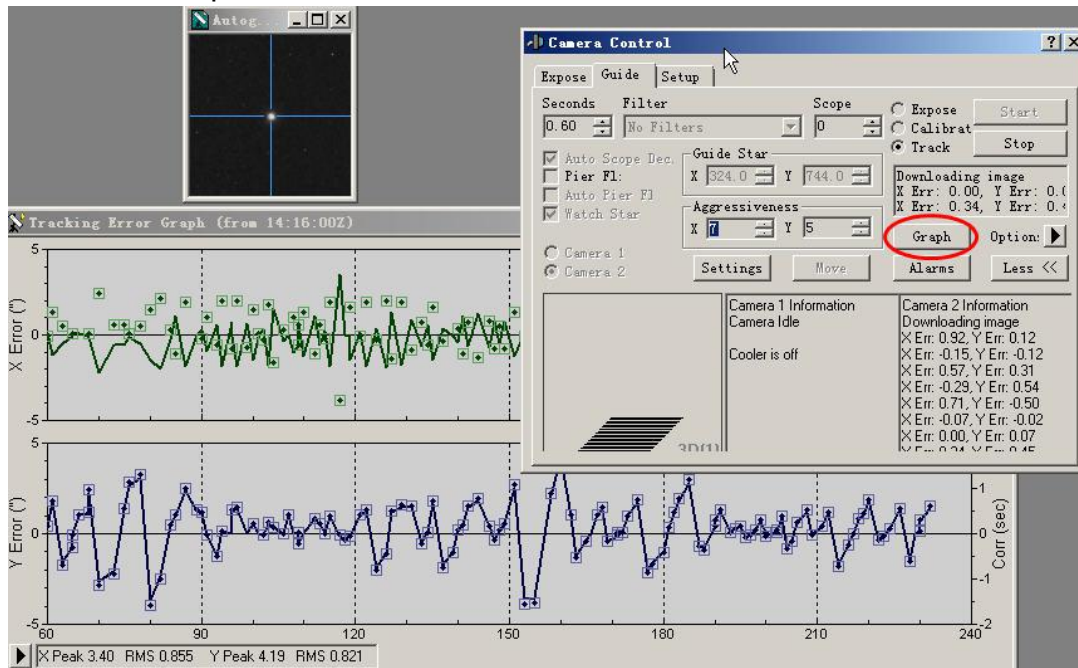 Autog...
Camera Control
Expose Guide Setup
Seconds Filter Scope
0.60 No Filters 0
Expose Start
Calibrat
Track Stop
Auto Scope Dec.
Pier Fl:
Auto Pier Fl
Watch Star
Guide Star
X 324.0 Y 744.0
Aggressiveness
X 7 Y 5
Downloading image
X Err: 0.00, Y Err:
X Err: 0.34, Y Err:
Camera 1
Camera 2
Graph Option:
Settings Move Alarms Less <<
Camera 1 Information
Camera Idle
Cooler is off
Camera 2 Information
Downloading image
X Err: 0.92, Y Err: 0.12
X Err: -0.15, Y Err: -0.12
X Err: 0.57, Y Err: 0.31
X Err: -0.29, Y Err: 0.54
X Err: 0.71, Y Err: -0.50
X Err: -0.07, Y Err: -0.02
X Err: 0.00, Y Err: 0.07
Tracking Error Graph (from 14:16:00Z)
X Error (")
5
0
-5
Y Error (")
5
0
-5
-1
0
-1
-2
Corr (sec)
60 90 120 150 180 210 240
X Peak 3.40 RMS 0.855 Y Peak 4.19 RMS 0.821